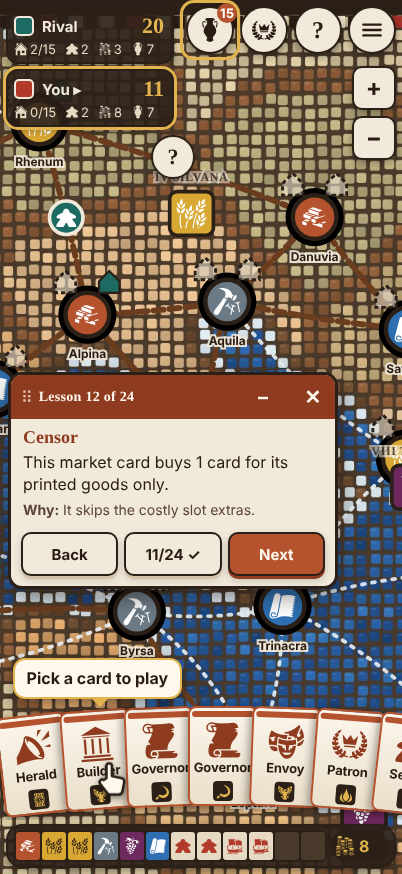 Rival 20
2/15 2 3 7
15
?
You ▸ 11
0/15 2 8 7
+
−
Rhenum
?
SILVANA
Danuvia
Alpina
Aquila
Lesson 12 of 24
Censor
This market card buys 1 card for its
printed goods only.
Why: It skips the costly slot extras.
Back
11/24 ✓
Next
Byrsa
Trinacra
Pick a card to play
Herald
Governor
Governor
Envoy
Patron
8